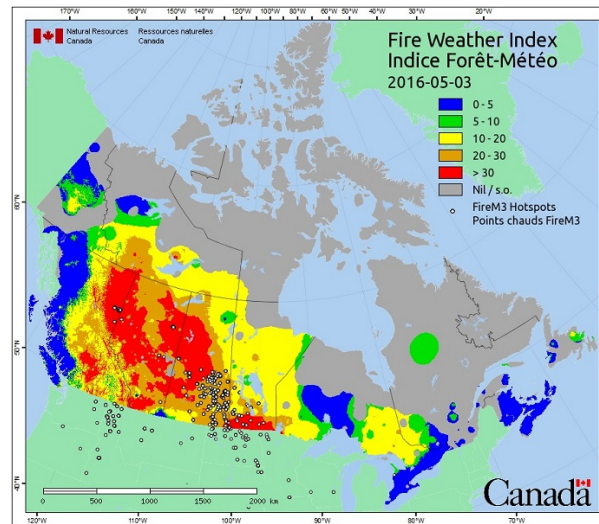 170°W 160°W 150°W 140°W 130°W 120°W 110°W 100°W 90°W 80°W 70°W 60°W 50°W 40°W 30°W 20°W 10°W
Natural Resources Canada
Ressources naturelles Canada
Fire Weather Index
Indice Forêt-Météo
2016-05-03
0 - 5
5 - 10
10 - 20
20 - 30
> 30
Nil / s.o.
FireM3 Hotspots
Points chauds FireM3
60°N
50°N
50°N
40°N
40°N
0 500 1000 1500 2000 km
Canada
120°W 110°W 100°W 90°W 80°W 70°W